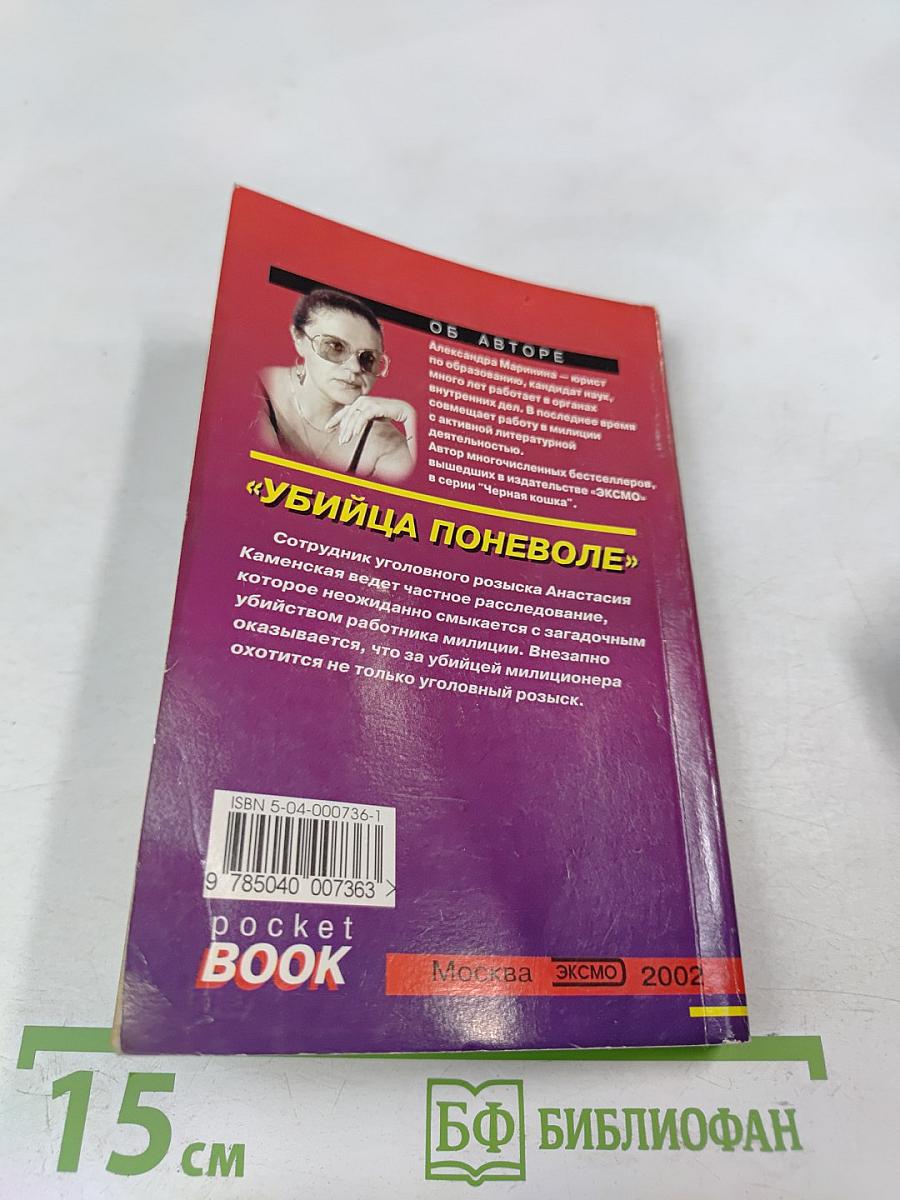 ОБ АВТОРЕ
Александра Маринина — юрист
по образованию, кандидат наук,
много лет работает в органах
внутренних дел. В последнее время
совмещает работу в милиции
с активной литературной
деятельностью.
Автор многочисленных бестселлеров,
вышедших в издательстве «ЭКСМО»
в серии "Черная кошка".
«УБИЙЦА ПОНЕВОЛЕ»
Сотрудник уголовного розыска Анастасия
Каменская ведет частное расследование,
которое неожиданно смыкается с загадочным
убийством работника милиции. Внезапно
оказывается, что за убийцей милиционера
охотится не только уголовный розыск.
ISBN 5-04-000736-1
9 785040 007363 >
pocket
BOOK
Москва ЭКСМО 2002
15 см
БФ БИБЛИОФАН